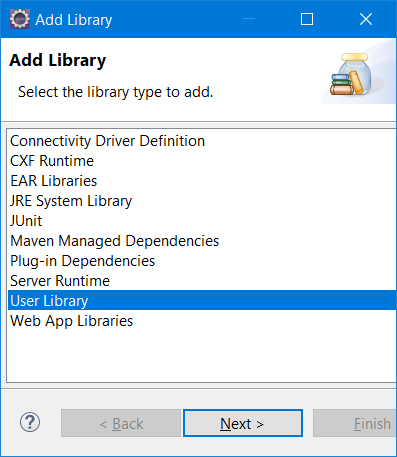 Add Library
Add Library
Select the library type to add.
Connectivity Driver Definition
CXF Runtime
EAR Libraries
JRE System Library
JUnit
Maven Managed Dependencies
Plug-in Dependencies
Server Runtime
User Library
Web App Libraries
? < Back Next > Finish